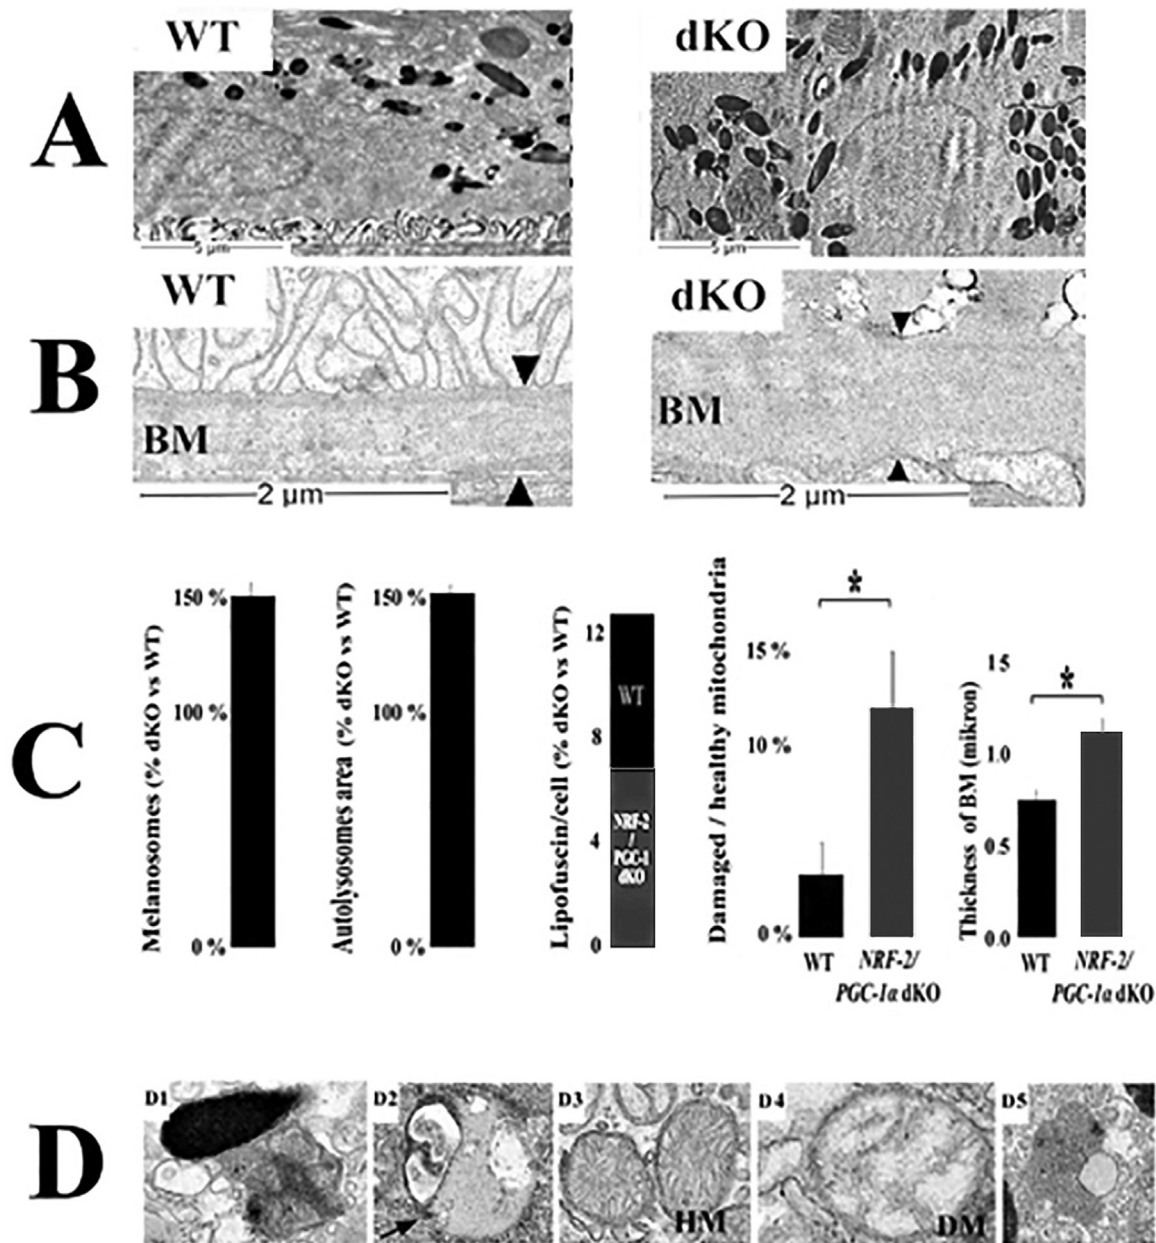 A
WT
dKO
5 µm
5 µm
B
WT
dKO
BM
BM
2 µm
2 µm
C
Melanosomes (% dKO vs WT)
150 %
100 %
0 %
Autolysosomes area (% dKO vs WT)
150 %
100 %
0 %
Lipofuscin/cell (% dKO vs WT)
12
8
4
0
WT
NRF-2
/
PGC-1
dKO
Damaged / healthy mitochondria
15 %
10 %
0 %
*
WT
NRF-2/
PGC-1α dKO
Thickness of BM (mikron)
15
1.0
0.5
0.0
*
WT
NRF-2/
PGC-1α dKO
D
D1
D2
D3
HM
D4
DM
D5